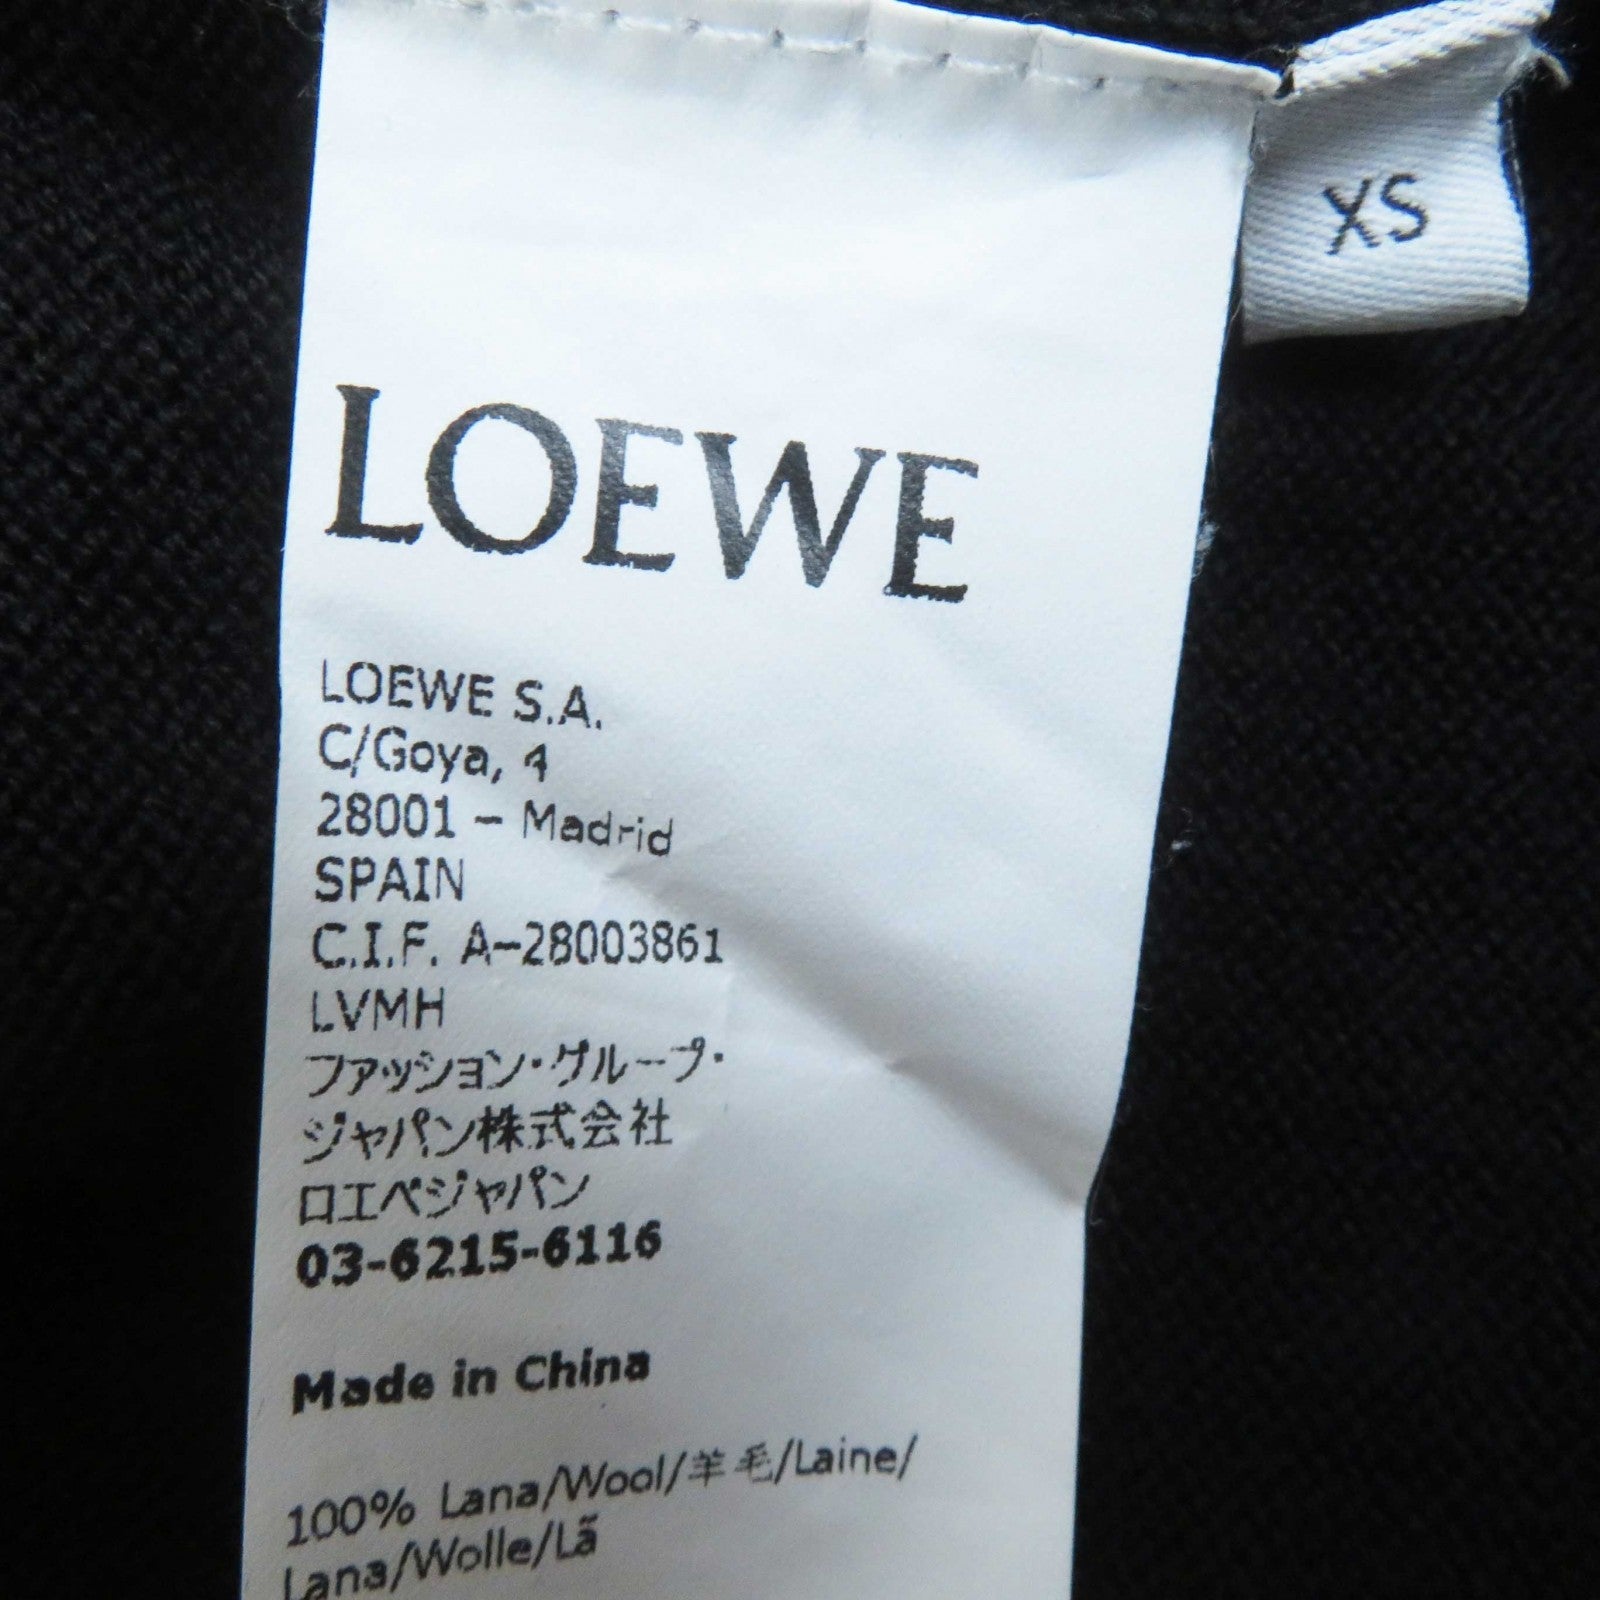 XS
LOEWE
LOEWE S.A.
C/Goya, 4
28001 - Madrid
SPAIN
C.I.F. A-28003861
LVMH
ファッション・グループ・
ジャパン株式会社
ロエベジャパン
03-6215-6116
Made in China
100% Lana/Wool/羊毛/Laine/
Lana/Wolle/Lã